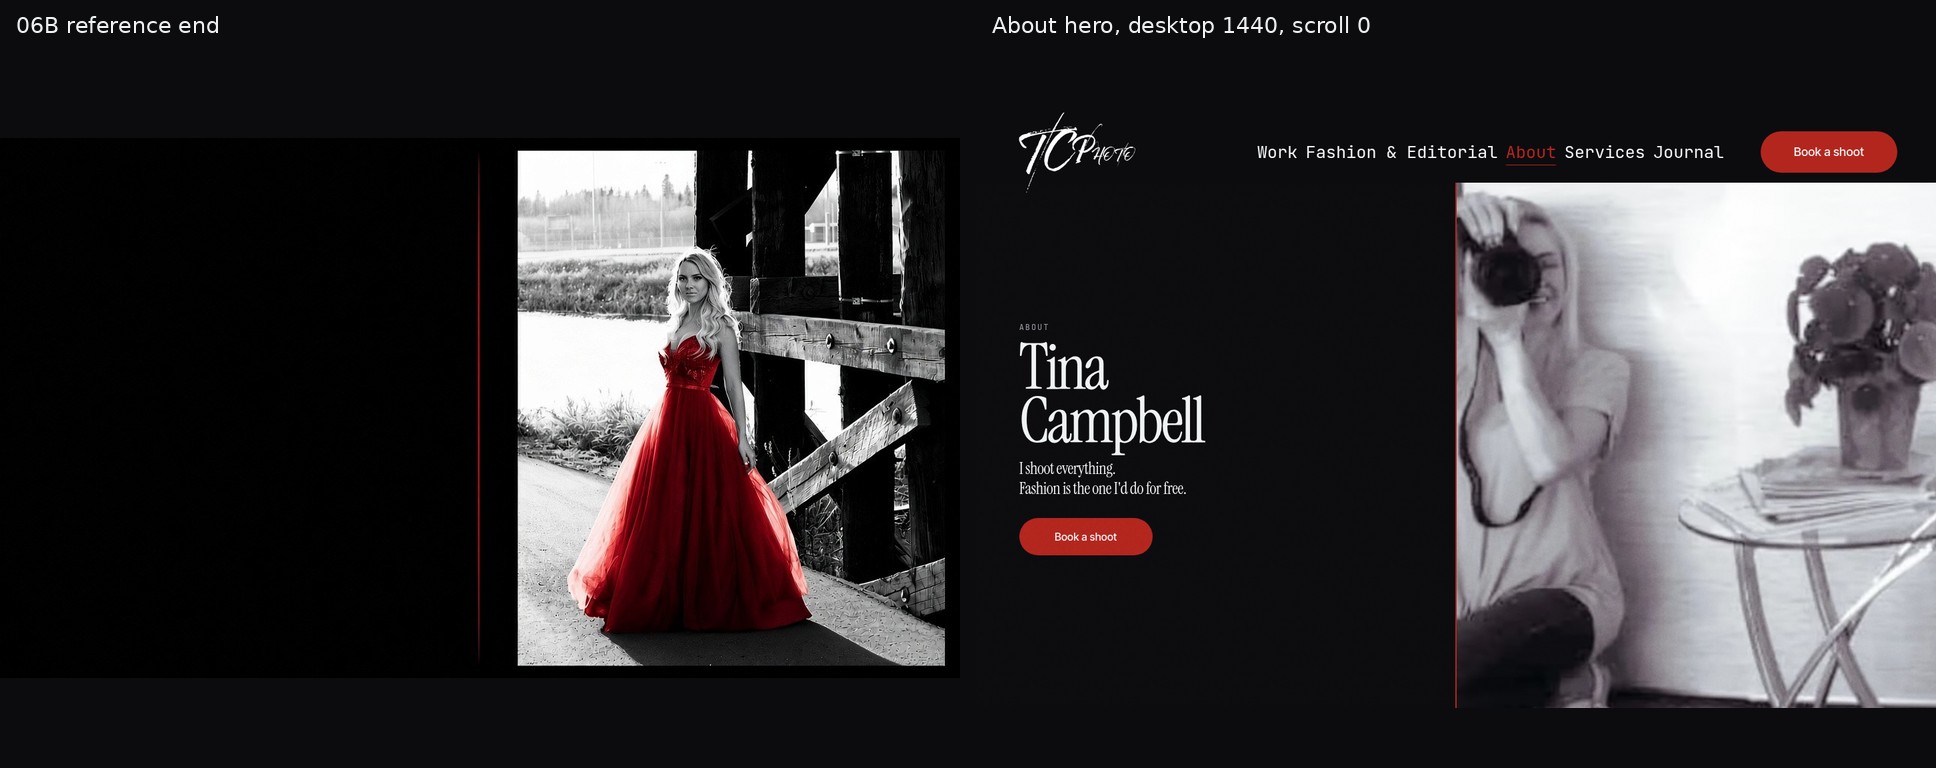 06B reference end
About hero, desktop 1440, scroll 0
TCPHOTO
Work Fashion & Editorial About Services Journal
Book a shoot
ABOUT
Tina
Campbell
I shoot everything.
Fashion is the one I'd do for free.
Book a shoot